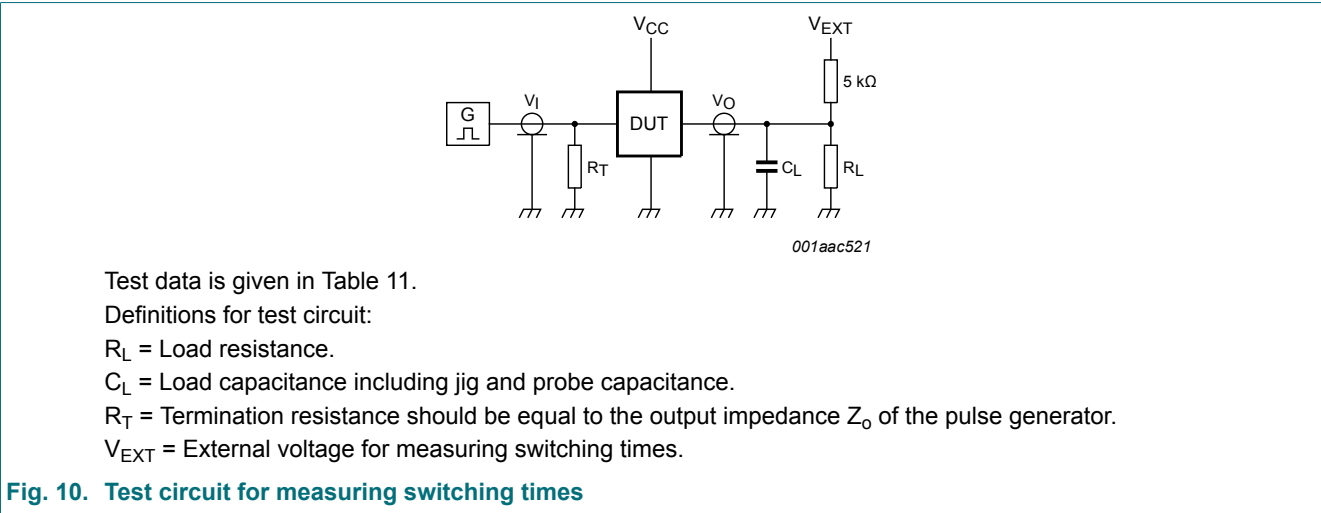 VCC
VEXT
5 kΩ
G
VI
DUT
VO
RT
CL
RL
001aac521
Test data is given in Table 11.
Definitions for test circuit:
RL = Load resistance.
CL = Load capacitance including jig and probe capacitance.
RT = Termination resistance should be equal to the output impedance Zo of the pulse generator.
VEXT = External voltage for measuring switching times.
Fig. 10. Test circuit for measuring switching times